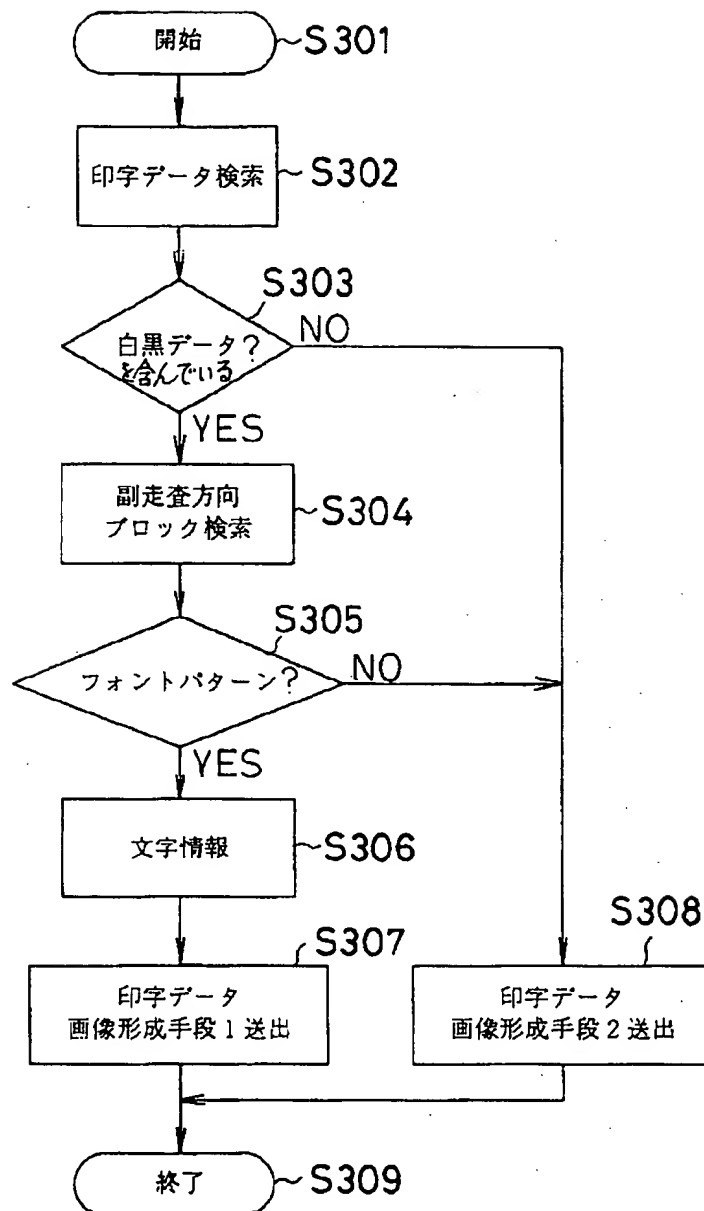 開始
S301
印字データ検索
S302
S303
白黒データ?
を含んでいる
NO
YES
副走査方向
ブロック検索
S304
S305
フォントパターン?
NO
YES
文字情報
S306
S307
印字データ
画像形成手段1送出
S308
印字データ
画像形成手段2送出
終了
S309